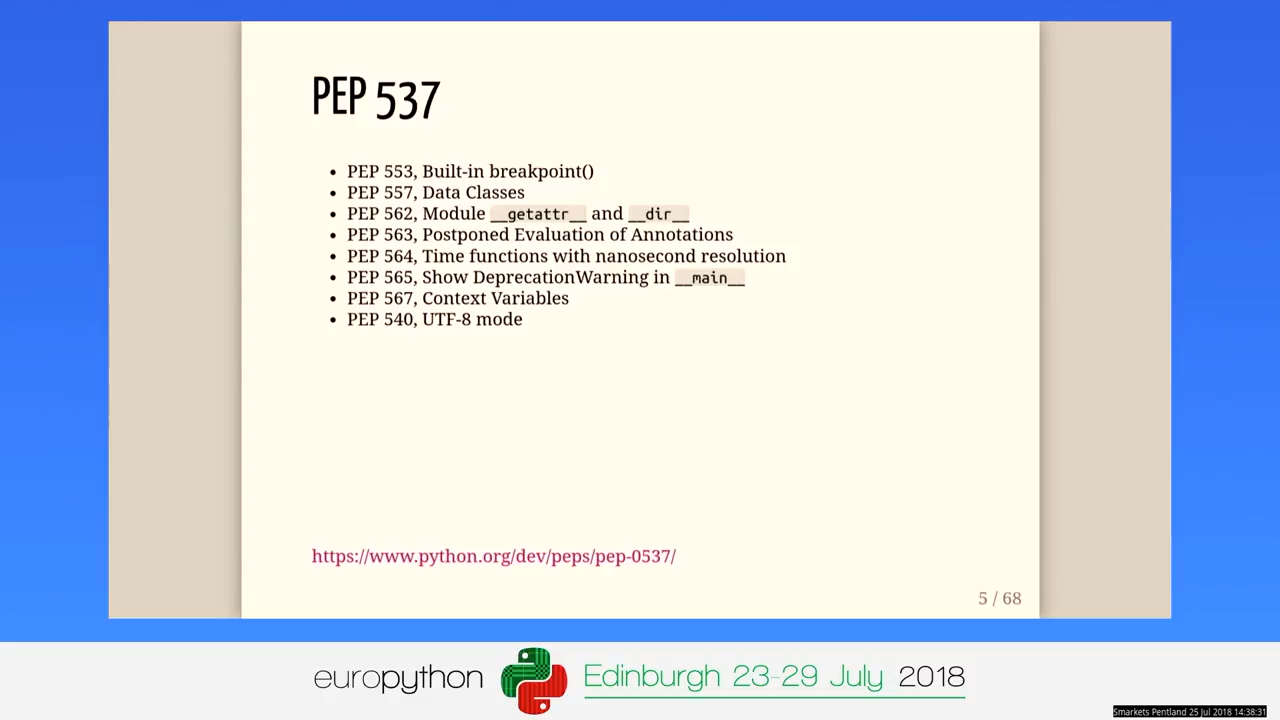 PEP 537
PEP 553, Built-in breakpoint()
PEP 557, Data Classes
PEP 562, Module __getattr__ and __dir__
PEP 563, Postponed Evaluation of Annotations
PEP 564, Time functions with nanosecond resolution
PEP 565, Show DeprecationWarning in __main__
PEP 567, Context Variables
PEP 540, UTF-8 mode
https://www.python.org/dev/peps/pep-0537/
5 / 68
europython Edinburgh 23-29 July 2018
Smarkets Pentland 25 Jul 2018 14:38:31